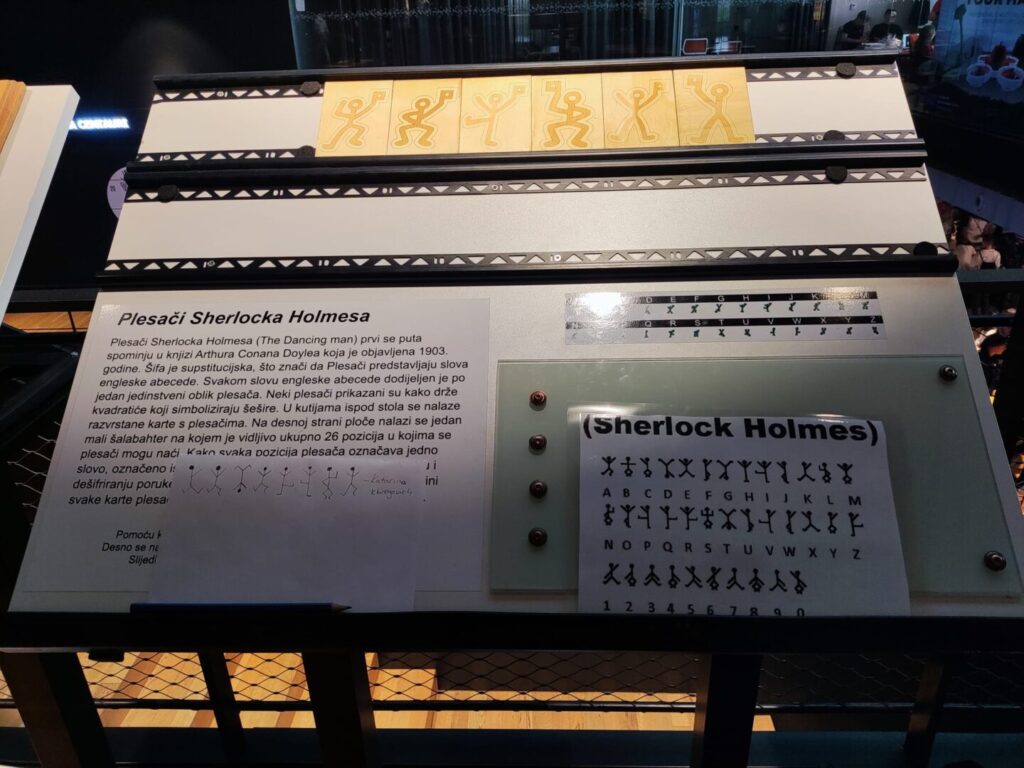 Plesači Sherlocka Holmesa
Plesači Sherlocka Holmesa (The Dancing man) prvi se puta
spominju u knjizi Arthura Conana Doylea koja je objavljena 1903.
godine. Šifa je supstitucijska, što znači da Plesači predstavljaju slova
engleske abecede. Svakom slovu engleske abecede dodijeljen je po
jedan jedinstveni oblik plesača. Neki plesači prikazani su kako drže
kvadratiće koji simboliziraju šešire. U kutijama ispod stola se nalaze
razvrstane karte s plesačima. Na desnoj strani ploče nalazi se jedan
mali šalabahter na kojem je vidljivo ukupno 26 pozicija u kojima se
plesači mogu naći. Kako svaka pozicija plesača označava jedno
slovo, označeno i
dešifriranju poruk ini
svake karte plesa
Pomoću
Desno se na
Slijedi
D E F G H I J K L M
Q R S T U V W X Y Z
(Sherlock Holmes)
A B C D E F G H I J K L M
N O P Q R S T U V W X Y Z
1 2 3 4 5 6 7 8 9 0